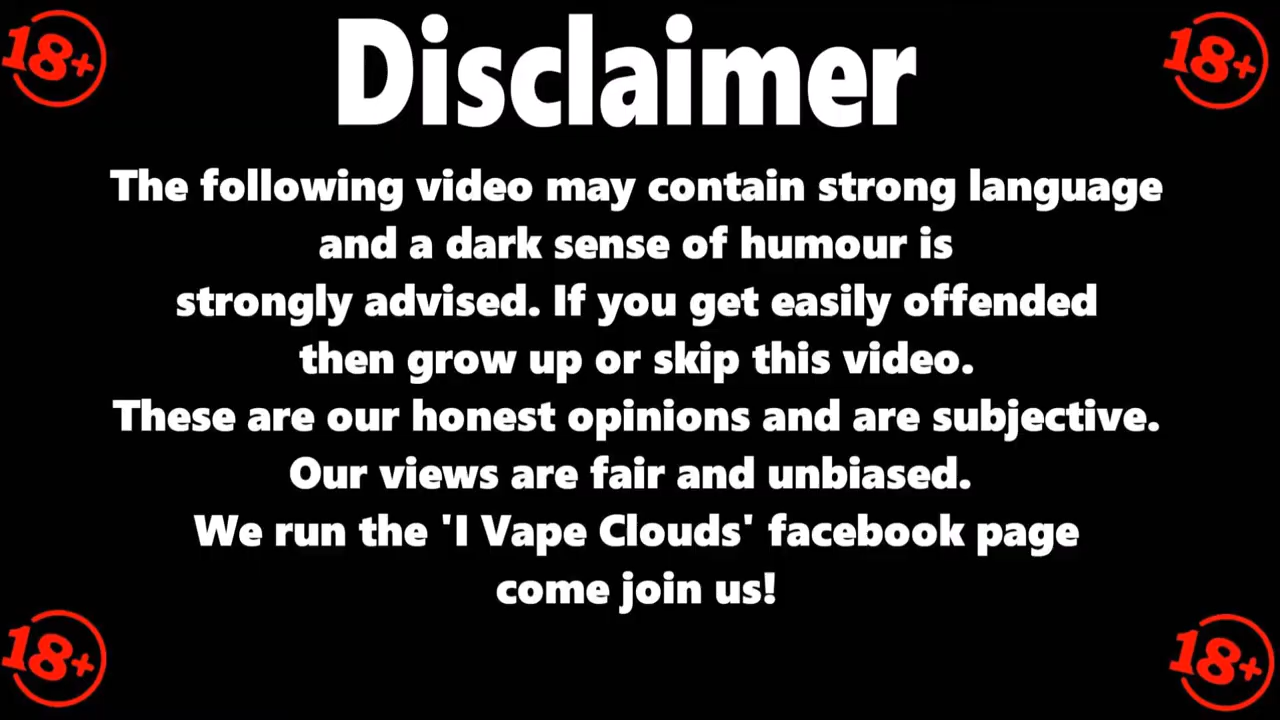 18+
Disclaimer
18+
The following video may contain strong language
and a dark sense of humour is
strongly advised. If you get easily offended
then grow up or skip this video.
These are our honest opinions and are subjective.
Our views are fair and unbiased.
We run the 'I Vape Clouds' facebook page
come join us!
18+
18+